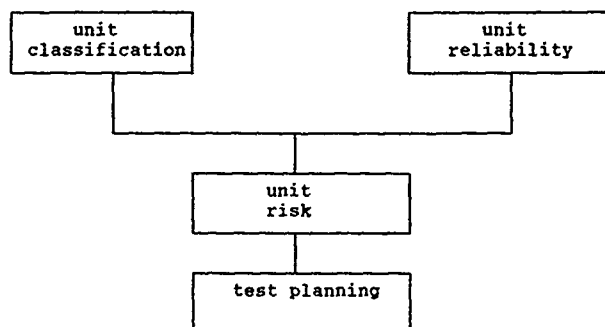 unit
classification
unit
reliability
unit
risk
test planning